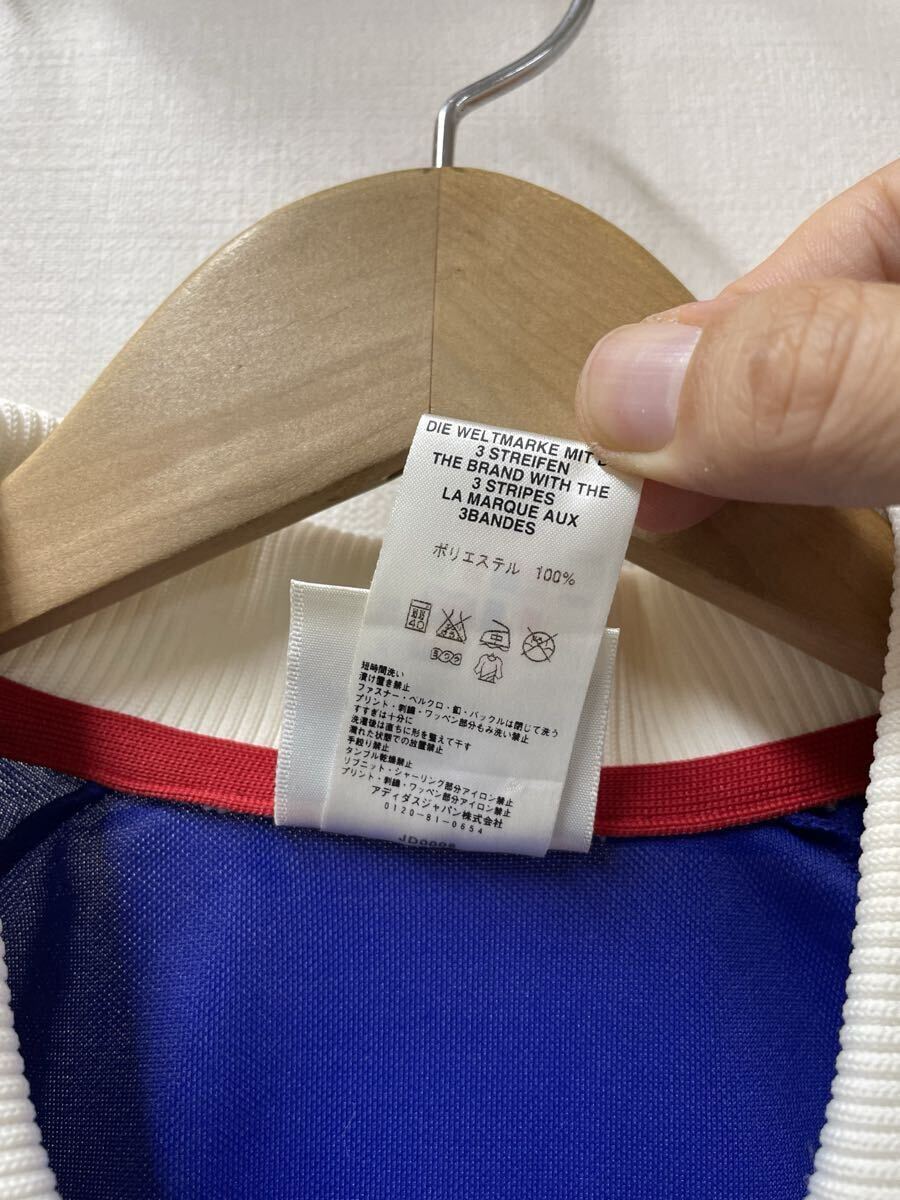 DIE WELTMARKE MIT
3 STREIFEN
THE BRAND WITH THE
3 STRIPES
LA MARQUE AUX
3BANDES
ポリエステル 100%
40
中
ヨワク
短時間洗い
漬け置き禁止
ファスナー・ベルクロ・釦・バックルは閉じて洗う
プリント・刺繍・ワッペン部分もみ洗い禁止
すすぎは十分に
洗濯後は直ちに形を整えて干す
濡れた状態での放置禁止
手絞り禁止
タンブル乾燥禁止
リブニット・シャーリング部分アイロン禁止
プリント・刺繍・ワッペン部分アイロン禁止
アディダスジャパン株式会社
0120-81-0654